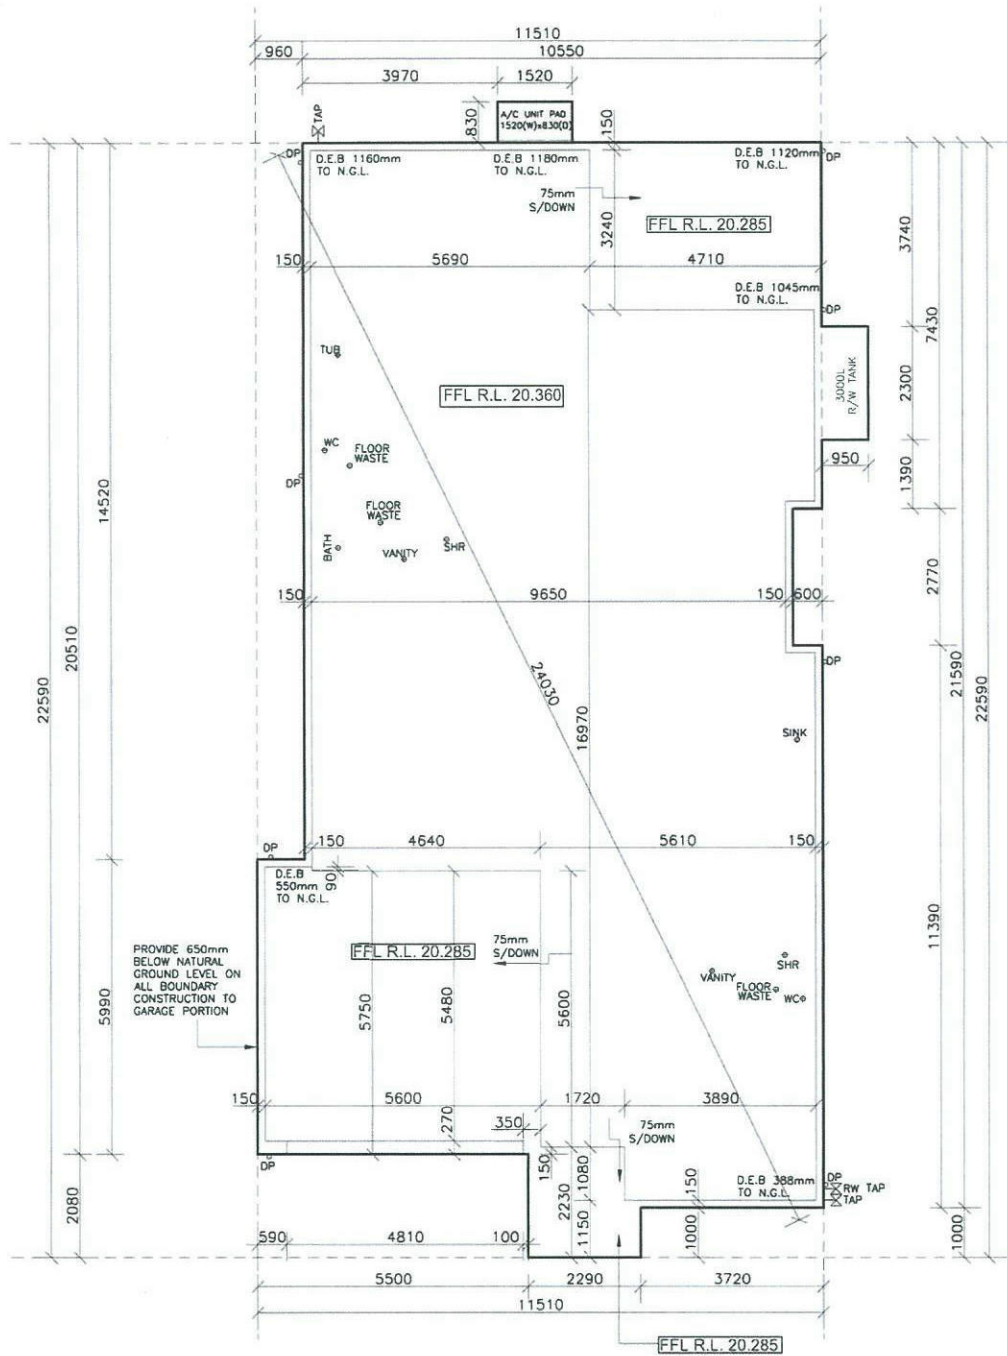 11510
960
10550
3970
1520
830
A/C UNIT PAD
1520(W)x830(D)
150
TAP
DP
D.E.B 1160mm
TO N.G.L.
D.E.B 1180mm
TO N.G.L.
D.E.B 1120mm
TO N.G.L.
DP
75mm
S/DOWN
3240
FFL R.L. 20.285
3740
150
5690
4710
D.E.B 1045mm
TO N.G.L.
DP
7430
TUB
FFL R.L. 20.360
3000L
R/W TANK
2300
WC
FLOOR
WASTE
DP
950
1390
14520
FLOOR
WASTE
BATH
VANITY
SHR
150
9650
150
600
2770
20510
22590
24030
16970
DP
21590
22590
SINK
150
4640
5610
150
DP
D.E.B
550mm
TO N.G.L.
90
PROVIDE 650mm
BELOW NATURAL
GROUND LEVEL ON
ALL BOUNDARY
CONSTRUCTION TO
GARAGE PORTION
FFL R.L. 20.285
75mm
S/DOWN
11390
5990
5750
5480
5600
VANITY
SHR
FLOOR
WASTE
WC
150
5600
1720
3890
270
350
75mm
S/DOWN
DP
150
1080
2230
1150
D.E.B 388mm
TO N.G.L.
150
DP
RW TAP
TAP
2080
590
4810
100
1000
1000
5500
2290
3720
11510
FFL R.L. 20.285